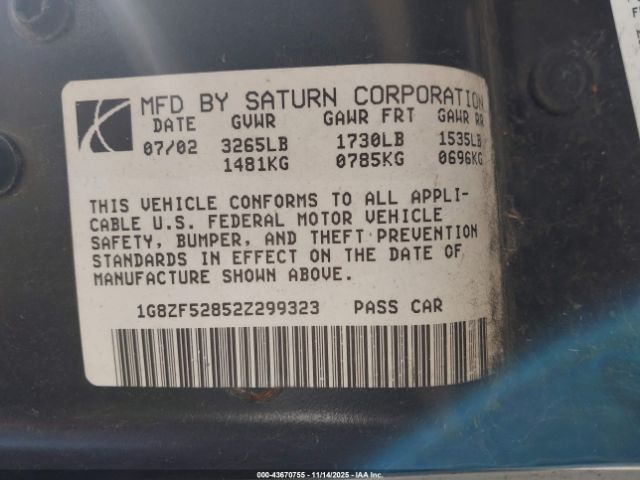 MFD BY SATURN CORPORATION
DATE GVWR GAWR FRT GAWR RR
07/02 3265LB 1730LB 1535LB
1481KG 0785KG 0696KG
THIS VEHICLE CONFORMS TO ALL APPLI-
CABLE U.S. FEDERAL MOTOR VEHICLE
SAFETY, BUMPER, AND THEFT PREVENTION
STANDARDS IN EFFECT ON THE DATE OF
MANUFACTURE SHOWN ABOVE.
1G8ZF52852Z299323 PASS CAR
000-43670755 - 11/14/2025 - IAA Inc.